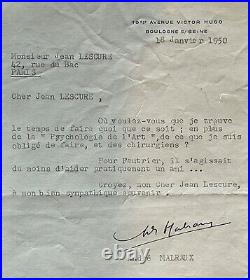 19bis AVENUE VICTOR HUGO
BOULOGNE S/SEINE
18 Janvier 1950
Monsieur Jean LESCURE
42, rue du Bac
PARIS
Cher Jean LESCURE ,
Où voulez-vous que je trouve
le temps de faire quoi que ce soit ; en plus
de la "Psychologie de l'Art ",de ce que je suis
obligé de faire, et des chirurgiens ?
Pour Fautrier, il s'agissait
du moins d'aider pratiquement un ami ...
Croyez, mon Cher Jean Lescure,
à mon bien sympathique souvenir .
André MALRAUX